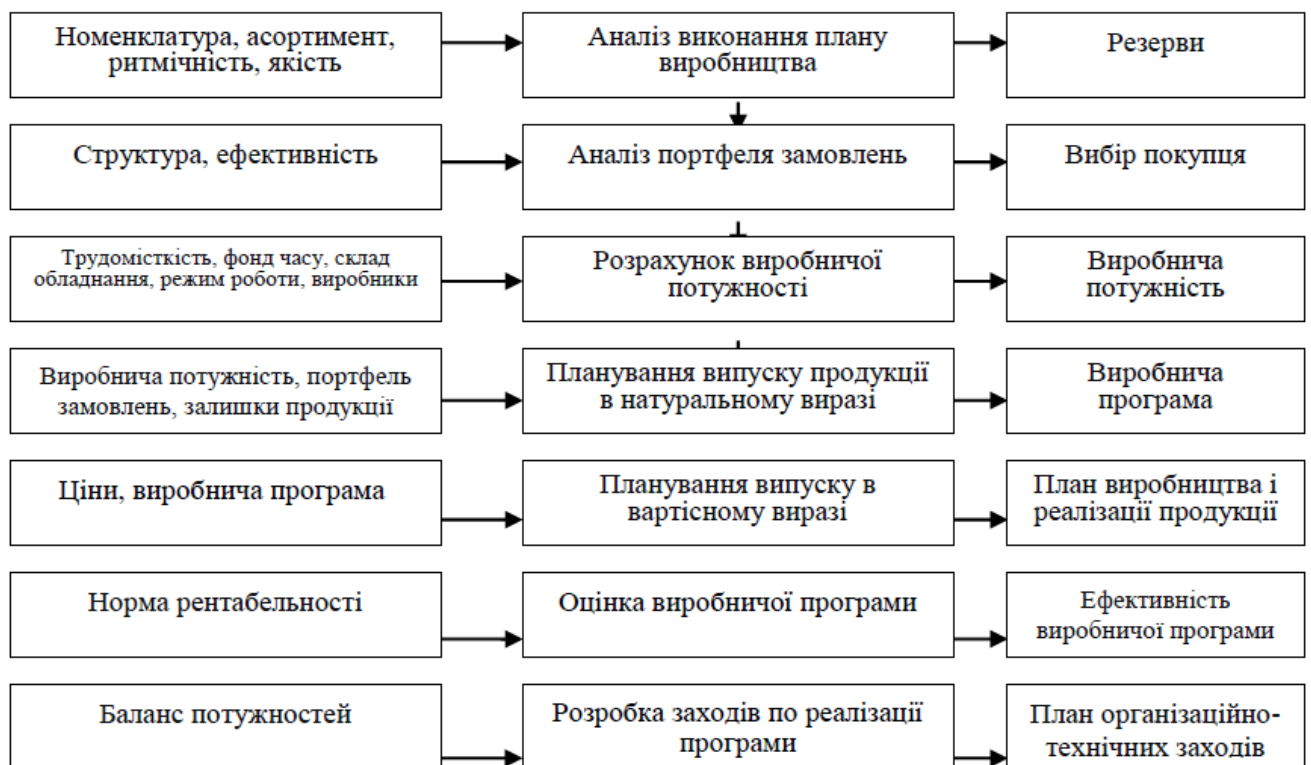 Номенклатура, асортимент,
ритмічність, якість
Аналіз виконання плану
виробництва
Резерви
Структура, ефективність
Аналіз портфеля замовлень
Вибір покупця
Трудомісткість, фонд часу, склад
обладнання, режим роботи, виробники
Розрахунок виробничої
потужності
Виробнича
потужність
Виробнича потужність, портфель
замовлень, залишки продукції
Планування випуску продукції
в натуральному виразі
Виробнича
програма
Ціни, виробнича програма
Планування випуску в
вартісному виразі
План виробництва і
реалізації продукції
Норма рентабельності
Оцінка виробничої програми
Ефективність
виробничої програми
Баланс потужностей
Розробка заходів по реалізації
програми
План організаційно-
технічних заходів